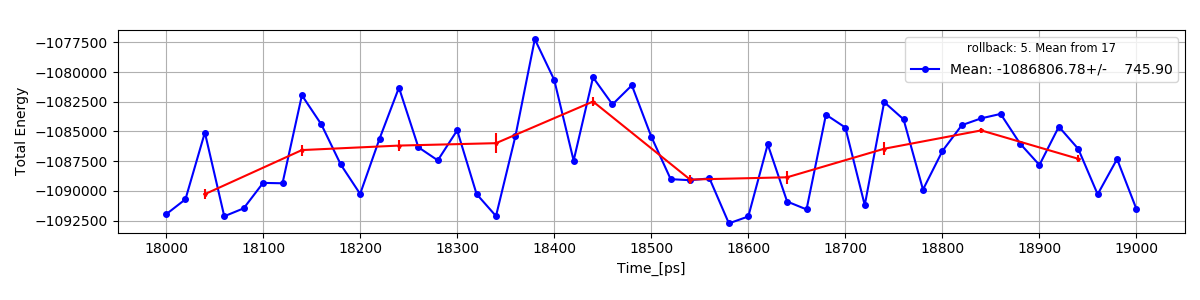 rollback: 5. Mean from 17
Mean: -1086806.78+/-    745.90
Total Energy
−1077500
−1080000
−1082500
−1085000
−1087500
−1090000
−1092500
18000 18100 18200 18300 18400 18500 18600 18700 18800 18900 19000
Time_[ps]